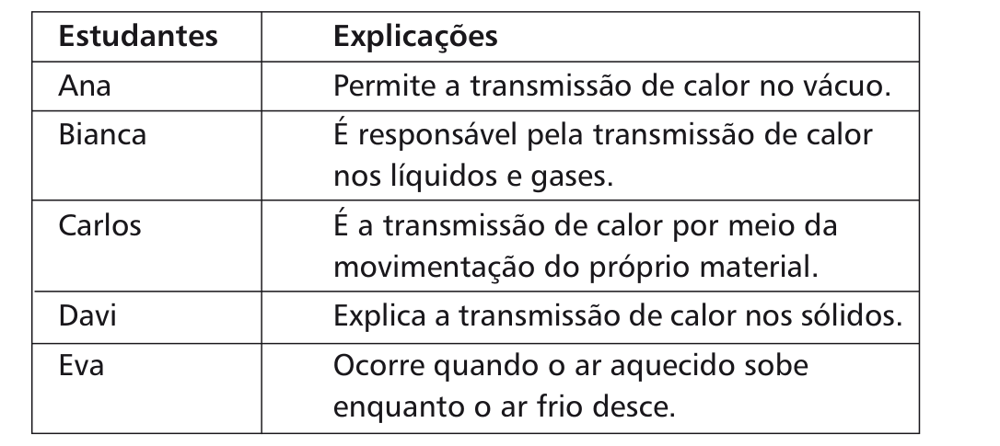 Estudantes Explicações
Ana Permite a transmissão de calor no vácuo.
Bianca É responsável pela transmissão de calor
nos líquidos e gases.
Carlos É a transmissão de calor por meio da
movimentação do próprio material.
Davi Explica a transmissão de calor nos sólidos.
Eva Ocorre quando o ar aquecido sobe
enquanto o ar frio desce.